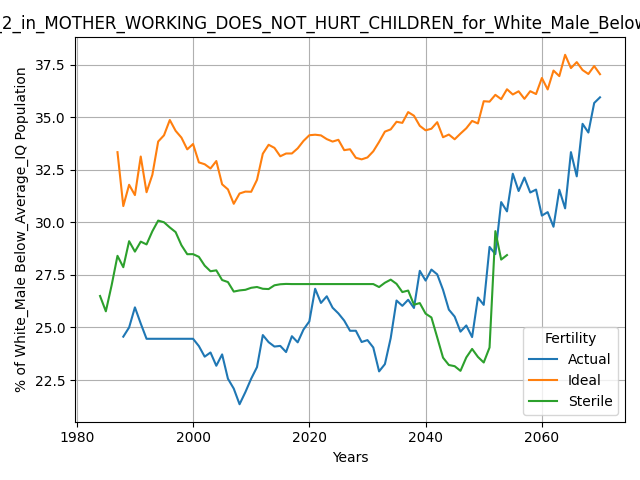 _2_in_MOTHER_WORKING_DOES_NOT_HURT_CHILDREN_for_White_Male_Below
% of White_Male Below_Average_IQ Population
37.5
35.0
32.5
30.0
27.5
25.0
22.5
1980
2000
2020
2040
2060
Years
Fertility
Actual
Ideal
Sterile